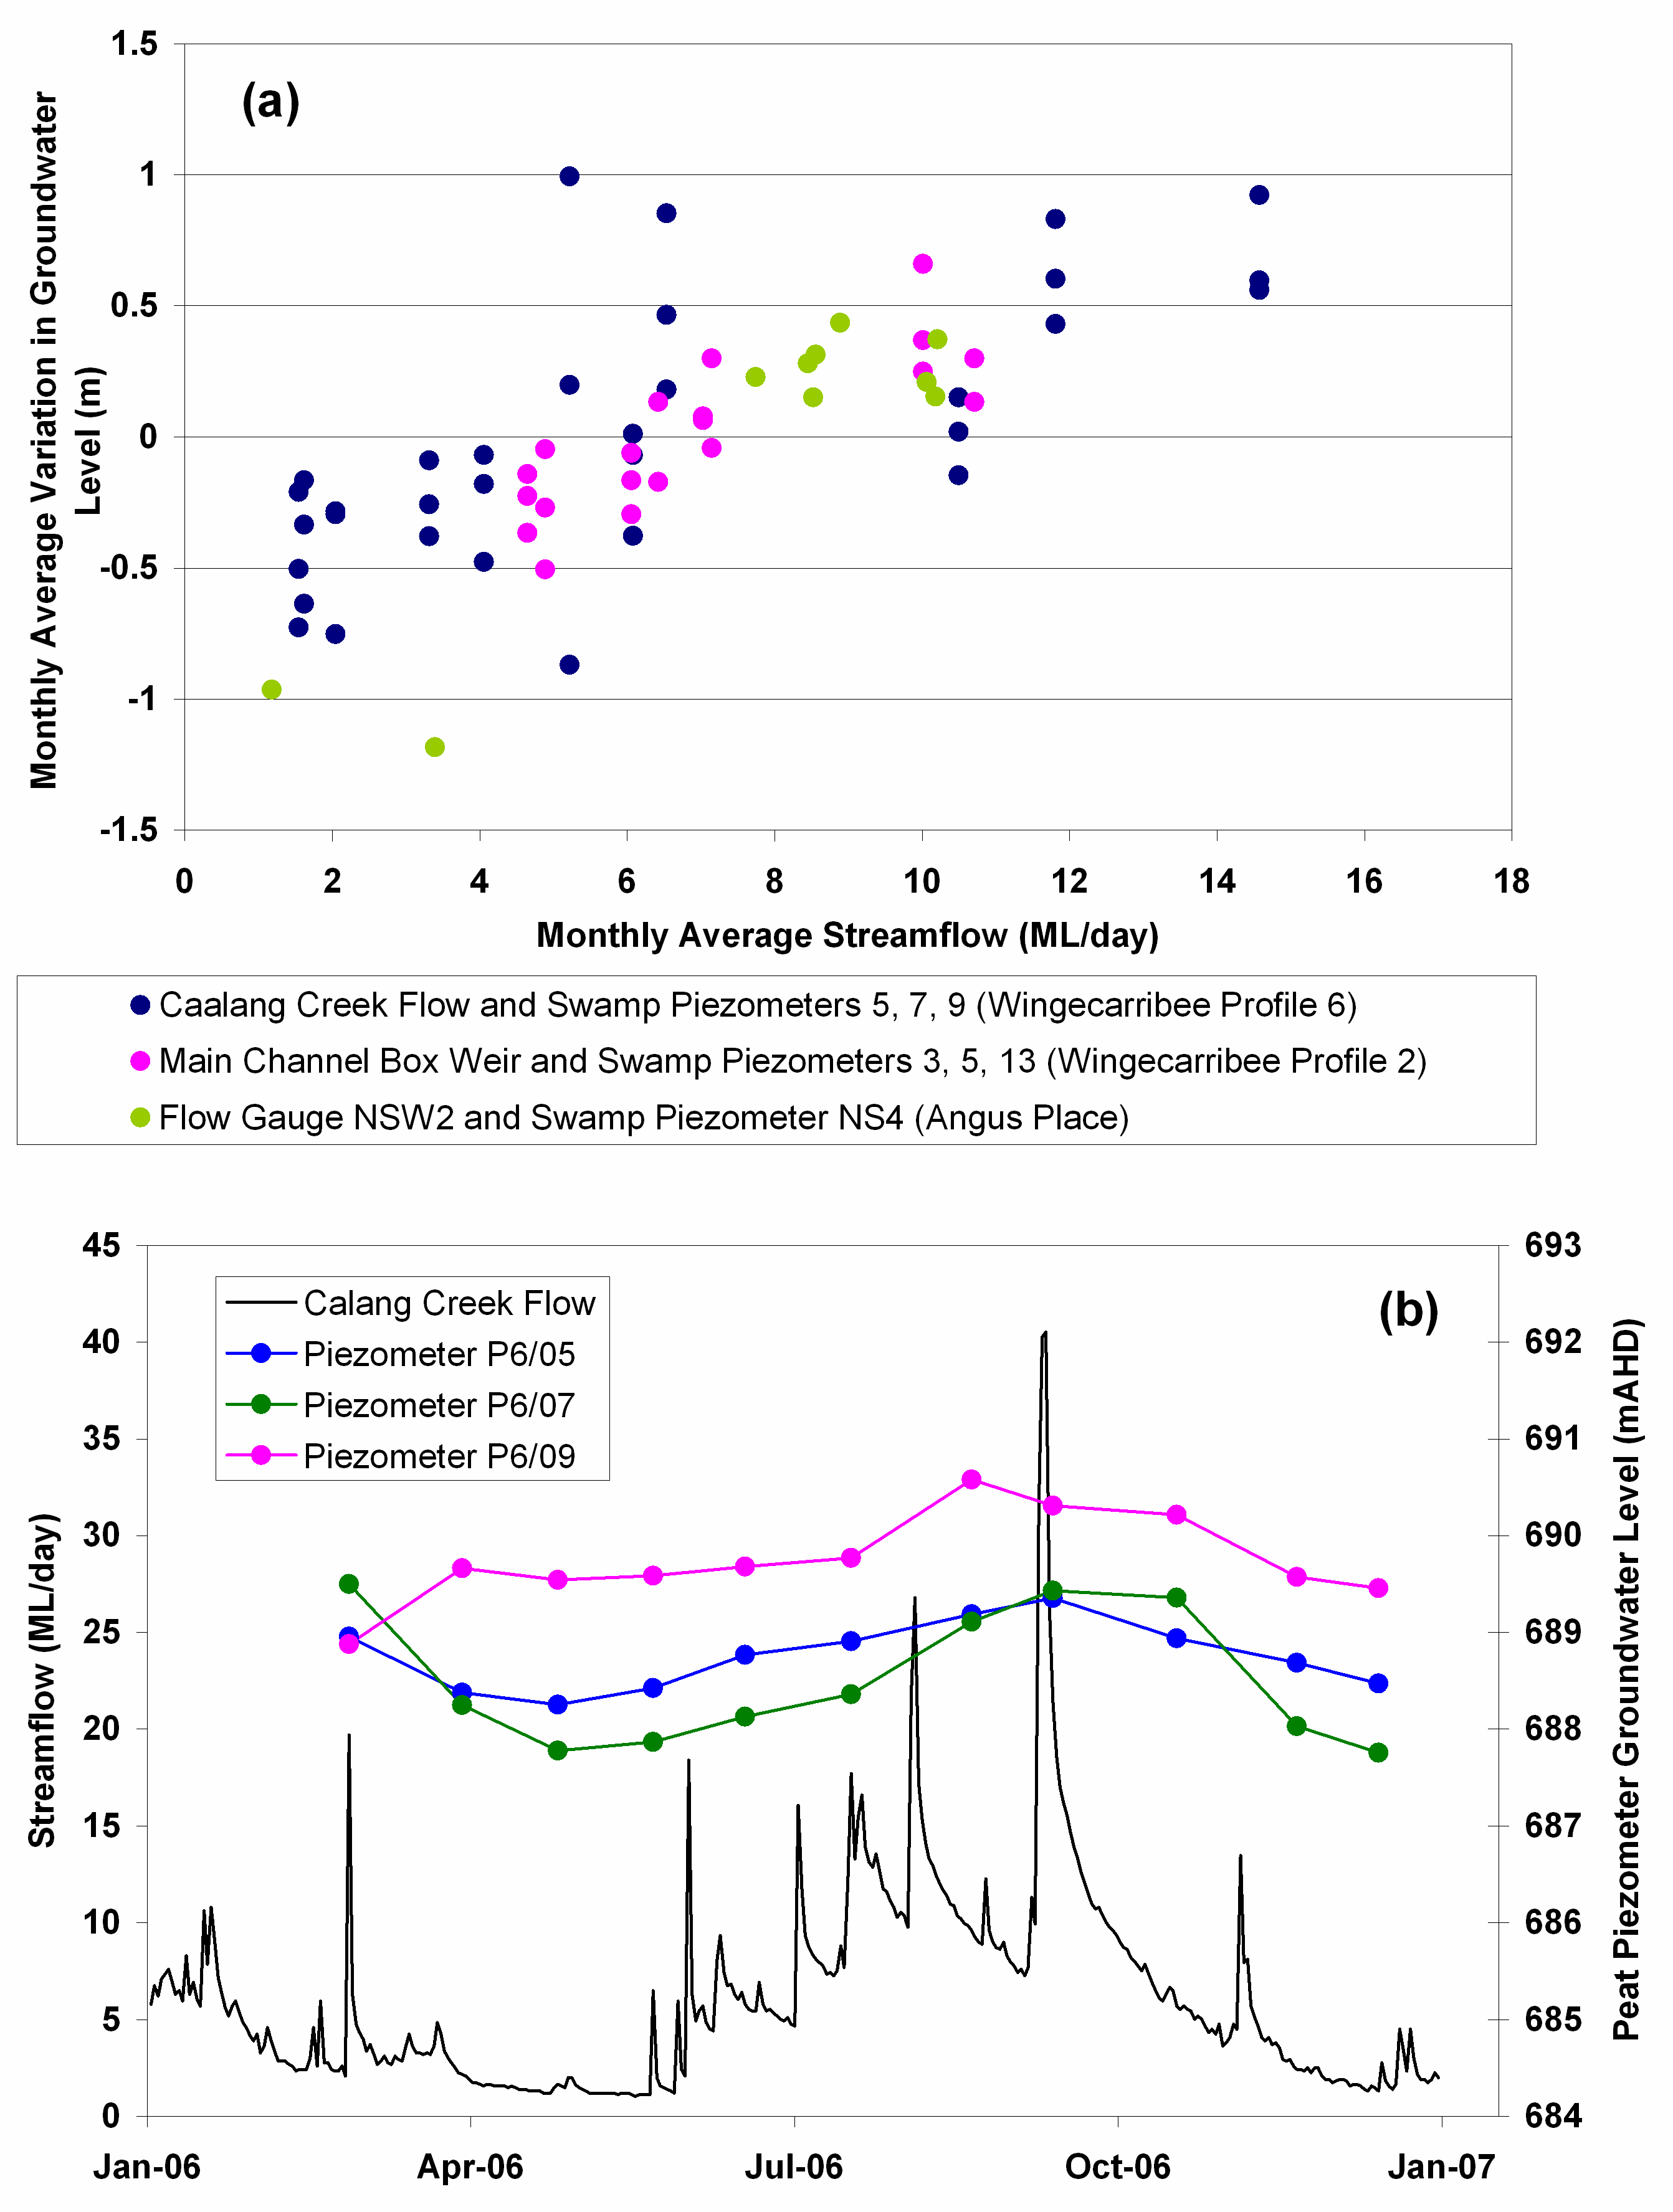 (a)
Monthly Average Variation in Groundwater
Level (m)
1.5
1
0.5
0
-0.5
-1
-1.5
0 2 4 6 8 10 12 14 16 18
Monthly Average Streamflow (ML/day)
Caalang Creek Flow and Swamp Piezometers 5, 7, 9 (Wingecarribee Profile 6)
Main Channel Box Weir and Swamp Piezometers 3, 5, 13 (Wingecarribee Profile 2)
Flow Gauge NSW2 and Swamp Piezometer NS4 (Angus Place)
(b)
Calang Creek Flow
Piezometer P6/05
Piezometer P6/07
Piezometer P6/09
Streamflow (ML/day)
45
40
35
30
25
20
15
10
5
0
693
692
691
690
689
688
687
686
685
684
Peat Piezometer Groundwater Level (mAHD)
Jan-06 Apr-06 Jul-06 Oct-06 Jan-07